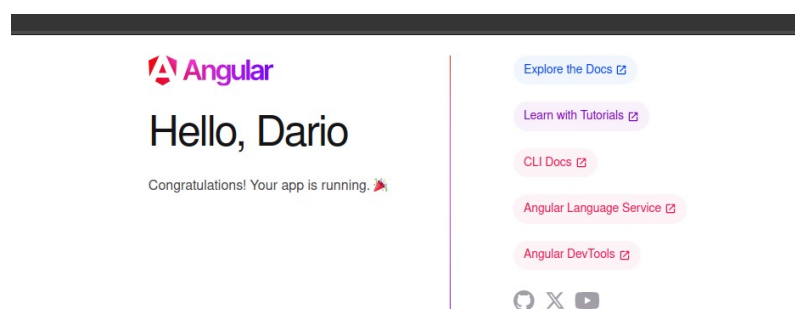 Angular
Hello, Dario
Congratulations! Your app is running. 🎉
Explore the Docs
Learn with Tutorials
CLI Docs
Angular Language Service
Angular DevTools